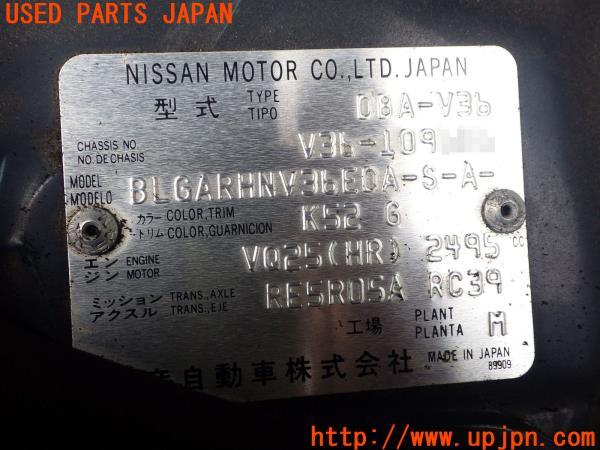 USED PARTS JAPAN
NISSAN MOTOR CO.,LTD.JAPAN
型式 TYPE TIPO DBA-V36
CHASSIS NO. NO.DE CHASIS V36-109
MODEL MODELO BLGARHNV36EDA-S-A-
カラー COLOR,TRIM
トリム COLOR,GUARNICION K52 G
エンジン ENGINE MOTOR VQ25(HR) 2495 CC
ミッション TRANS.,AXLE
アクスル TRANS.,EJE RE5R05A RC39
工場 PLANT PLANTA M
産自動車株式会社 MADE IN JAPAN
89909
http://www.upjpn.com/